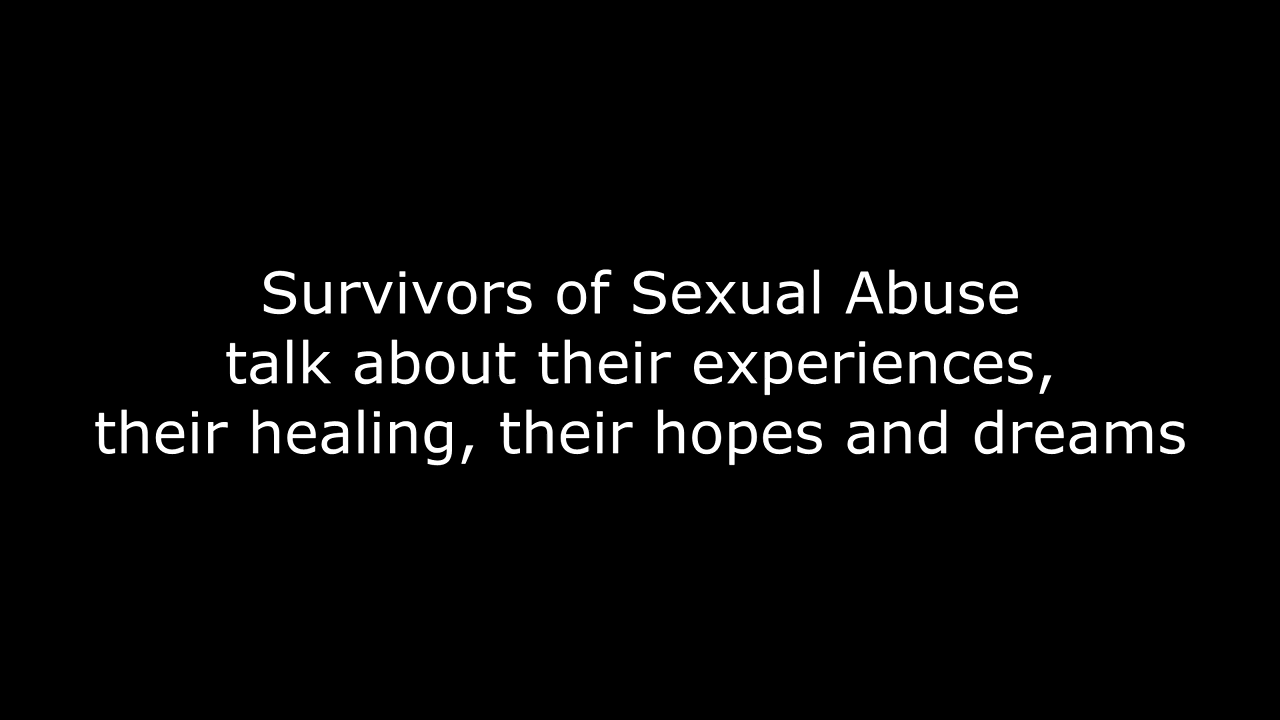 Survivors of Sexual Abuse
talk about their experiences,
their healing, their hopes and dreams